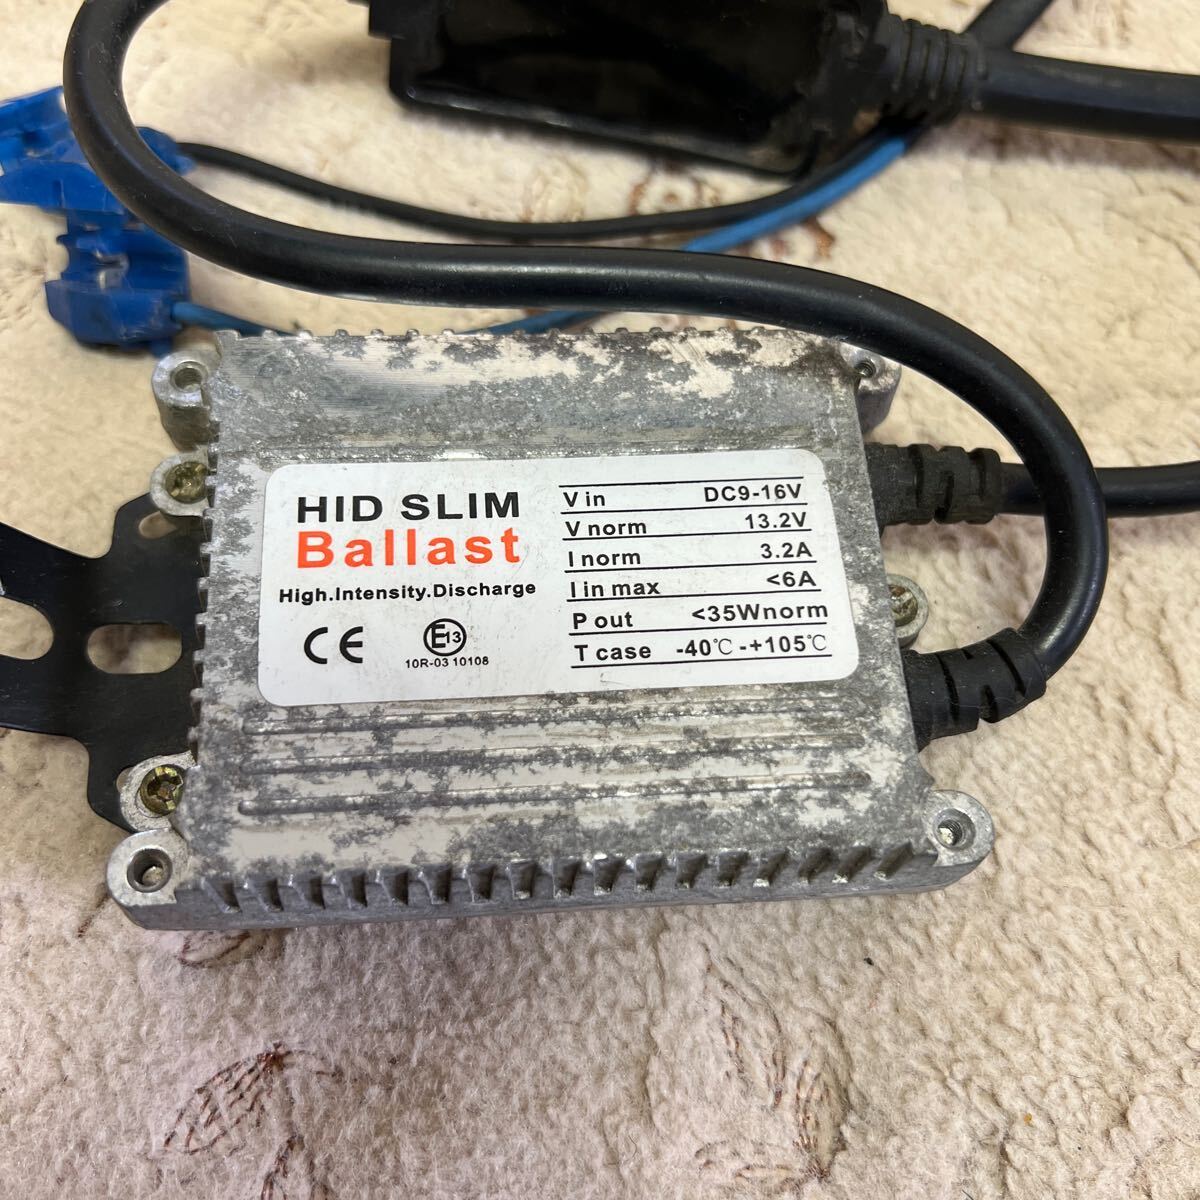 HID SLIM
Ballast
High.Intensity.Discharge
CE E13
10R-03 10108
V in DC9-16V
V norm 13.2V
I norm 3.2A
I in max <6A
P out <35Wnorm
T case -40℃-+105℃